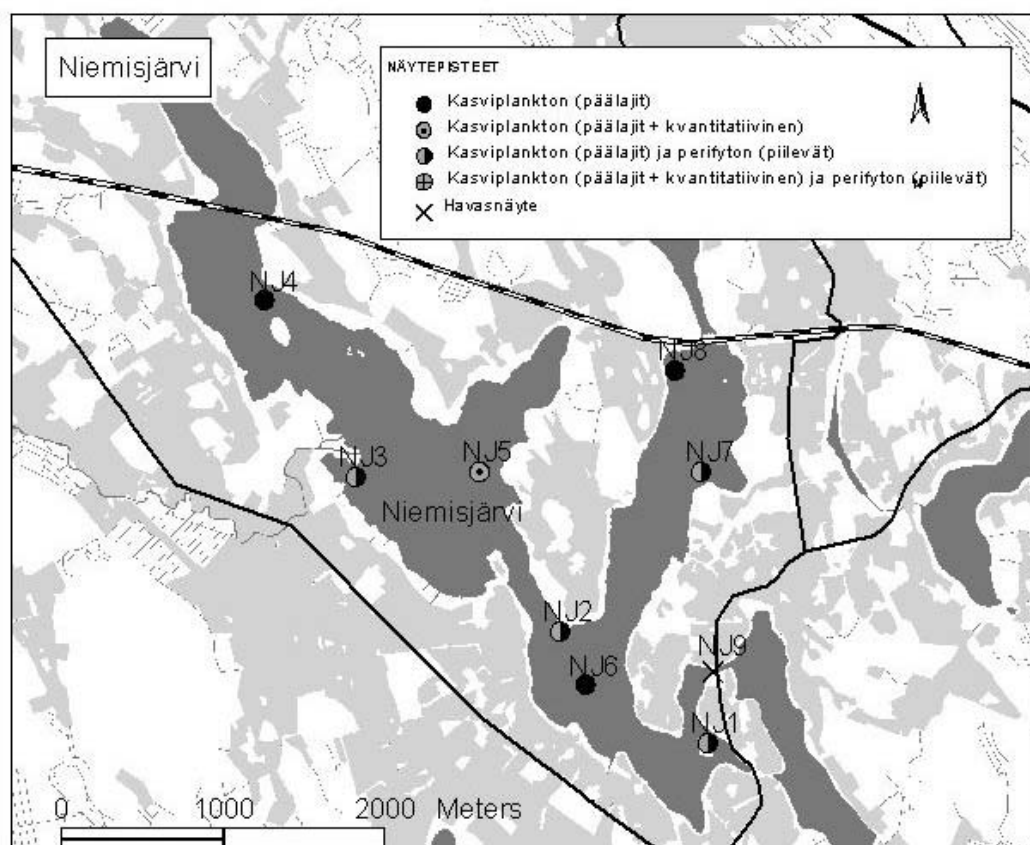 Niemisjärvi
NÄYTEPISTEET
Kasviplankton (päälajit)
Kasviplankton (päälajit + kvantitatiivinen)
Kasviplankton (päälajit) ja perifyton (piilevät)
Kasviplankton (päälajit + kvantitatiivinen) ja perifyton (piilevät)
Havasnäyte
NJ4
NJ8
NJ3
NJ5
NJ7
Niemisjärvi
NJ2
NJ6
NJ9
NJ1
0 1000 2000 Meters